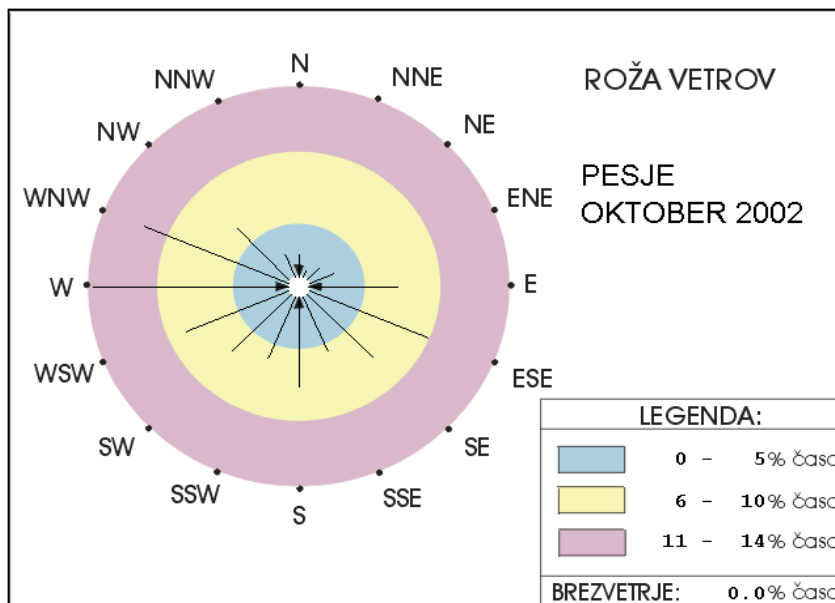 ROŽA VETROV
PESJE
OKTOBER 2002
N
NNE
NE
ENE
E
ESE
SE
SSE
S
SSW
SW
WSW
W
WNW
NW
NNW
LEGENDA:
0 - 5% časa
6 - 10% časa
11 - 14% časa
BREZVETRJE: 0.0% časa